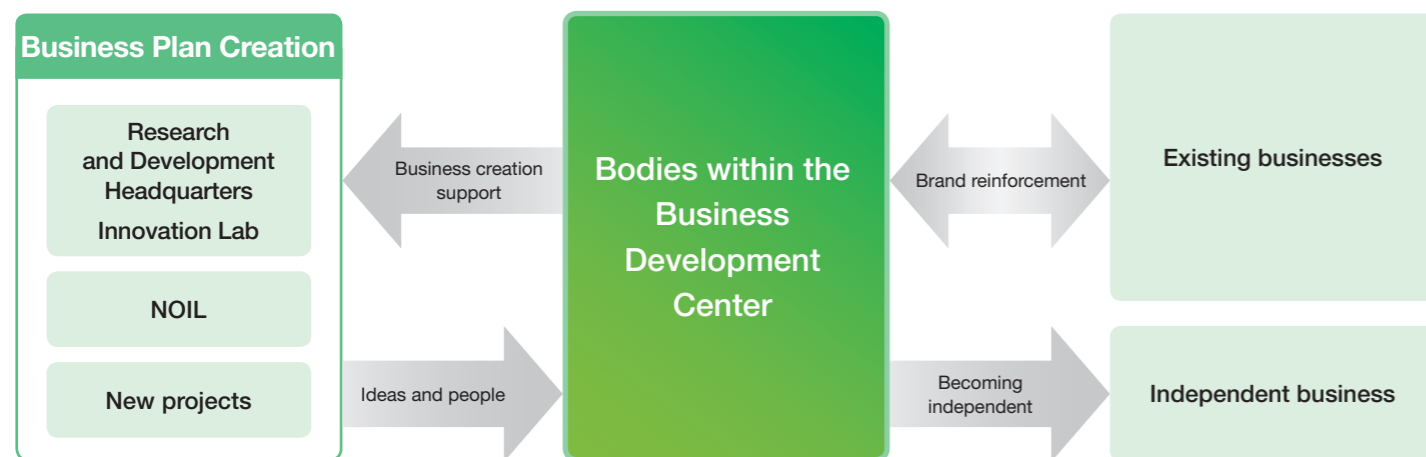 Business Plan Creation
Research
and Development
Headquarters
Innovation Lab
NOIL
New projects
Business creation
support
Ideas and people
Bodies within the
Business
Development
Center
Brand reinforcement
Becoming
independent
Existing businesses
Independent business